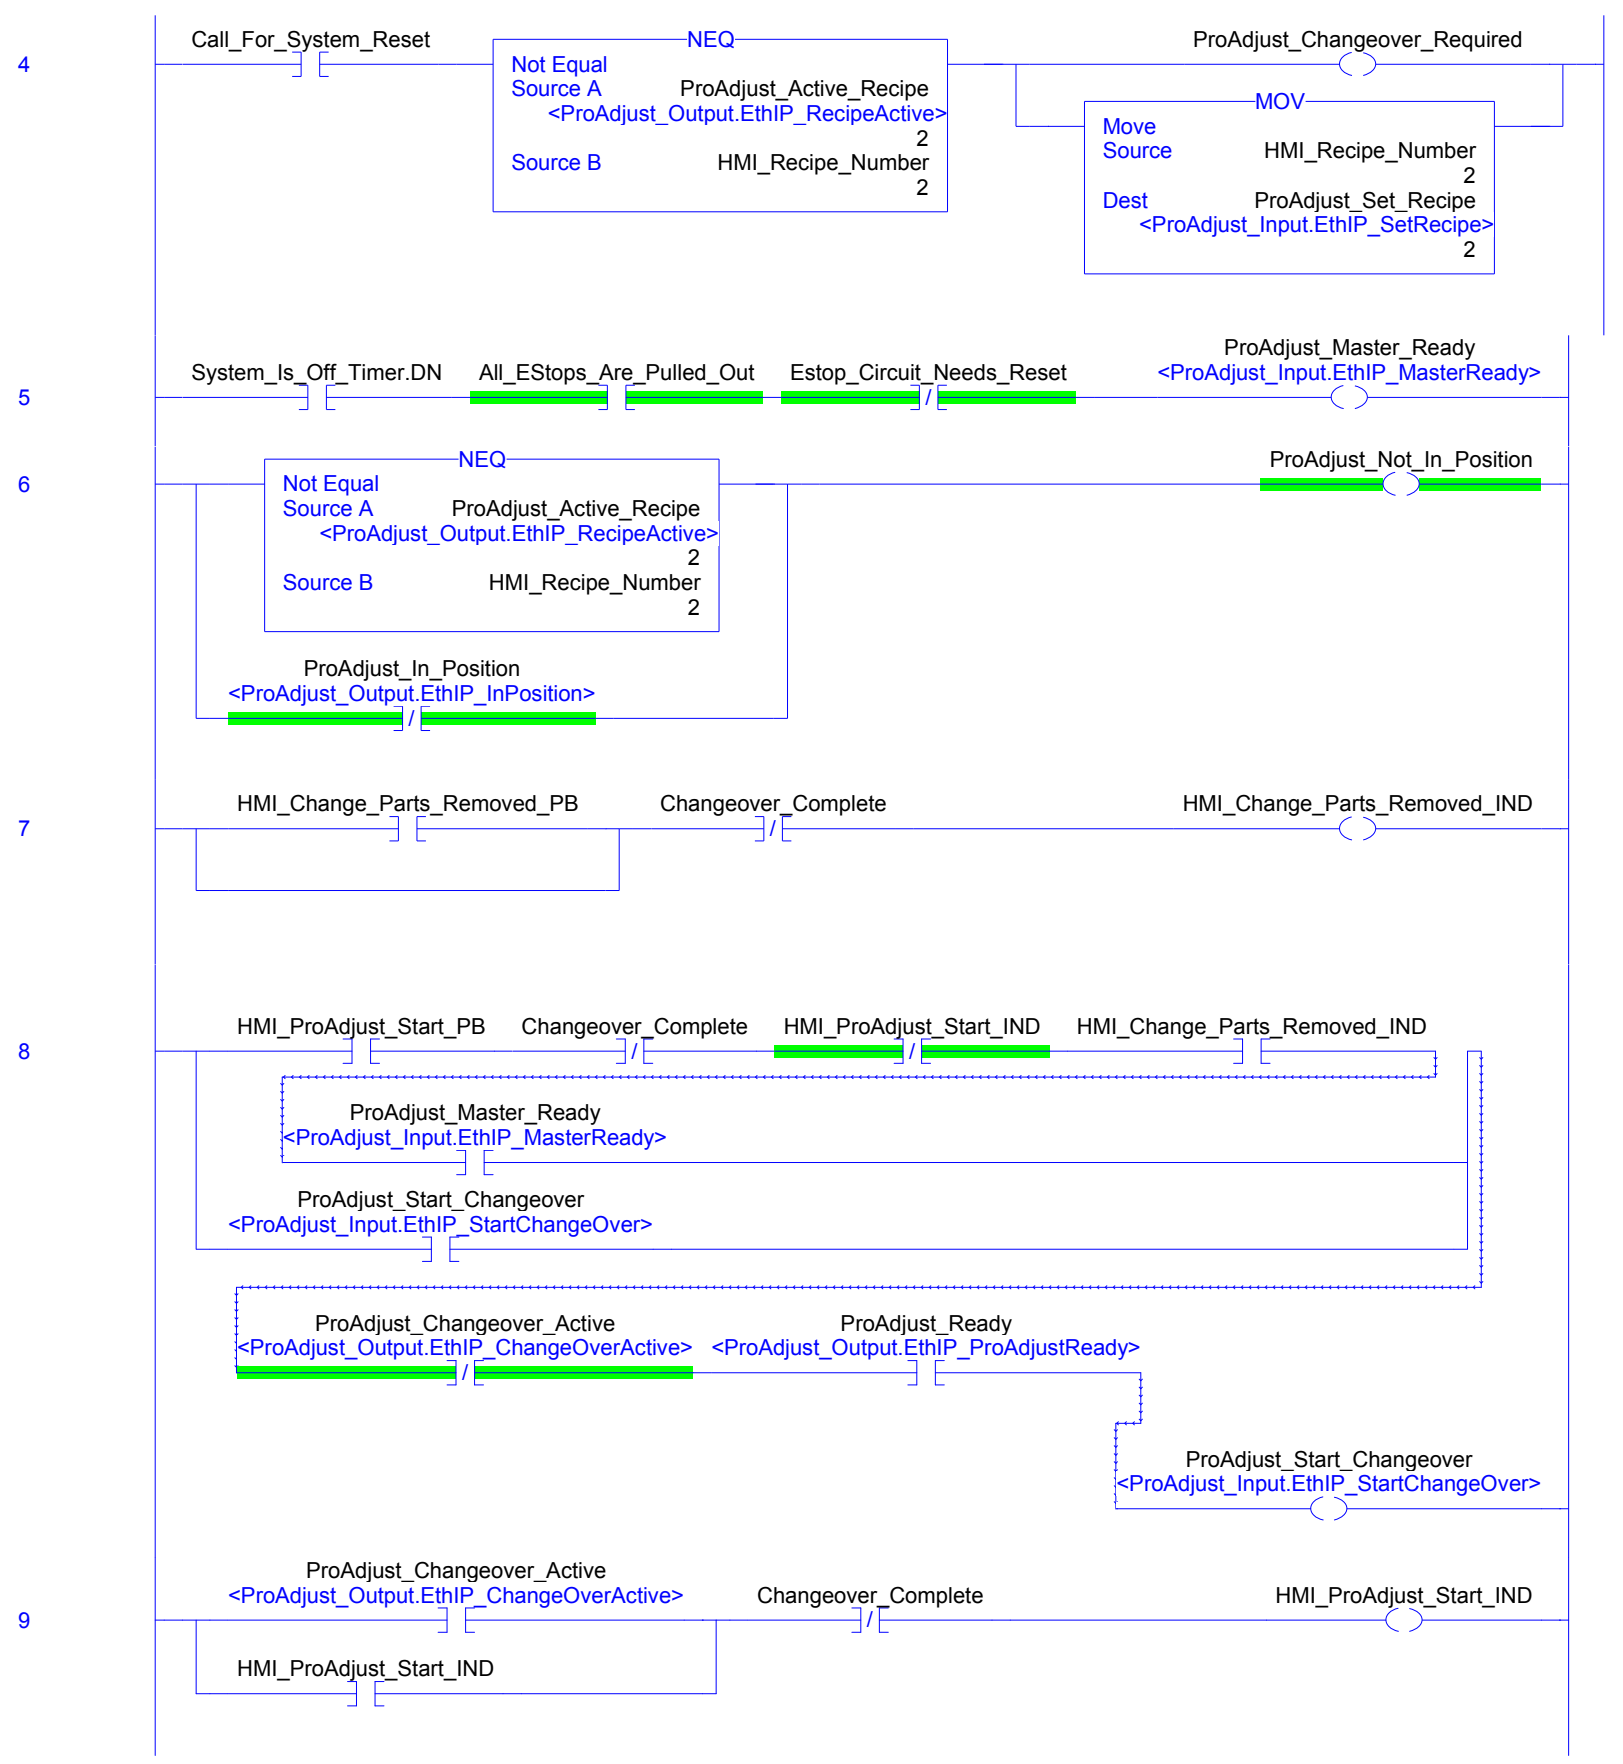 4
Call_For_System_Reset
NEQ
Not Equal
Source A ProAdjust_Active_Recipe
<ProAdjust_Output.EthIP_RecipeActive>
2
Source B HMI_Recipe_Number
2
ProAdjust_Changeover_Required
MOV
Move
Source HMI_Recipe_Number
2
Dest ProAdjust_Set_Recipe
<ProAdjust_Input.EthIP_SetRecipe>
2
5
System_Is_Off_Timer.DN
All_EStops_Are_Pulled_Out
Estop_Circuit_Needs_Reset
/
ProAdjust_Master_Ready
<ProAdjust_Input.EthIP_MasterReady>
6
NEQ
Not Equal
Source A ProAdjust_Active_Recipe
<ProAdjust_Output.EthIP_RecipeActive>
2
Source B HMI_Recipe_Number
2
ProAdjust_Not_In_Position
ProAdjust_In_Position
<ProAdjust_Output.EthIP_InPosition>
/
7
HMI_Change_Parts_Removed_PB
Changeover_Complete
/
HMI_Change_Parts_Removed_IND
8
HMI_ProAdjust_Start_PB
Changeover_Complete
/
HMI_ProAdjust_Start_IND
/
HMI_Change_Parts_Removed_IND
ProAdjust_Master_Ready
<ProAdjust_Input.EthIP_MasterReady>
ProAdjust_Start_Changeover
<ProAdjust_Input.EthIP_StartChangeOver>
ProAdjust_Changeover_Active
<ProAdjust_Output.EthIP_ChangeOverActive>
/
ProAdjust_Ready
<ProAdjust_Output.EthIP_ProAdjustReady>
ProAdjust_Start_Changeover
<ProAdjust_Input.EthIP_StartChangeOver>
9
ProAdjust_Changeover_Active
<ProAdjust_Output.EthIP_ChangeOverActive>
Changeover_Complete
/
HMI_ProAdjust_Start_IND
HMI_ProAdjust_Start_IND